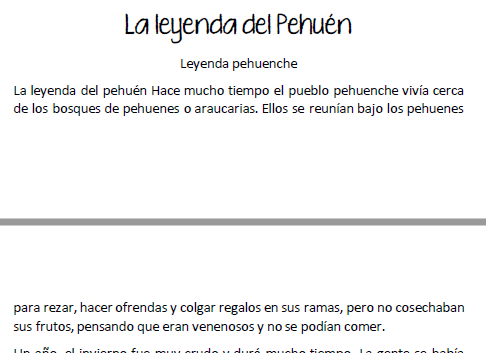 La leyenda del Pehuén
Leyenda pehuenche
La leyenda del pehuén Hace mucho tiempo el pueblo pehuenche vivía cerca
de los bosques de pehuenes o araucarias. Ellos se reunían bajo los pehuenes
para rezar, hacer ofrendas y colgar regalos en sus ramas, pero no cosechaban
sus frutos, pensando que eran venenosos y no se podían comer.
Un año, el invierno fue muy crudo y duró mucho tiempo. La gente se había